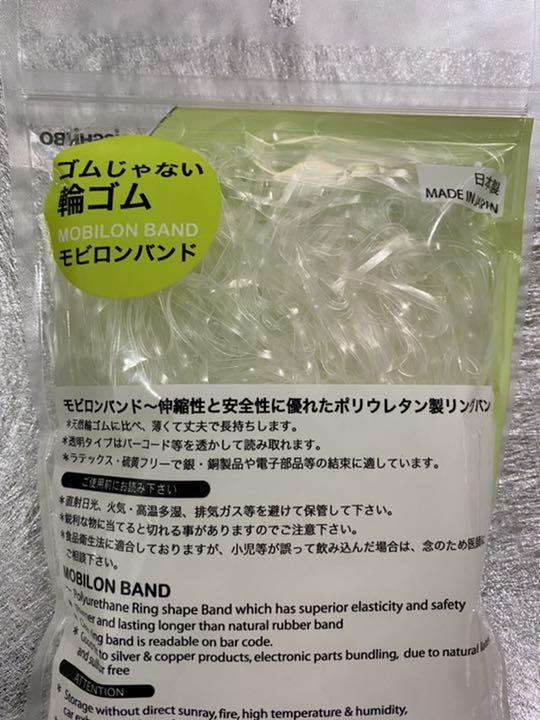 ゴムじゃない
輪ゴム
MOBILON BAND
モビロンバンド
日本製
MADE IN JAPAN
モビロンバンド〜伸縮性と安全性に優れたポリウレタン製リングバン
*天然輪ゴムに比べ、薄くて丈夫で長持ちします。
*透明タイプはバーコード等を透かして読み取れます。
*ラテックス・硫黄フリーで銀・銅製品や電子部品等の結束に適しています。
ご使用前にお読み下さい
*直射日光、火気・高温多湿、排気ガス等を避けて保管して下さい。
*鋭利な物に当てると切れる事がありますのでご注意下さい。
*食品衛生法に適合しておりますが、小児等が誤って飲み込んだ場合は、念のため医師に
ご相談下さい。
MOBILON BAND
Polyurethane Ring shape Band which has superior elasticity and safety
and lasting longer than natural rubber band
band is readable on bar code.
to silver & copper products, electronic parts bundling, due to natural
and free
ATTENTION
* Storage without direct sunray, fire, high temperature & humidity,
car